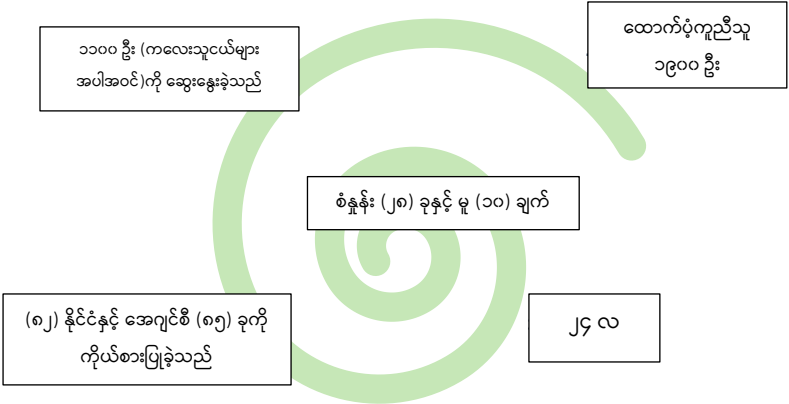 ၁၁၀၀ ဦး (ကလေးသူငယ်များ
အပါအဝင်)ကို ဆွေးနွေးခဲ့သည်
ထောက်ပံ့ကူညီသူ
၁၉၀၀ ဦး
စံနှုန်း (၂၈) ခုနှင့် မူ (၁၀) ချက်
(၈၂) နိုင်ငံနှင့် အေဂျင်စီ (၈၅) ခုကို
ကိုယ်စားပြုခဲ့သည်
၂၄ လ